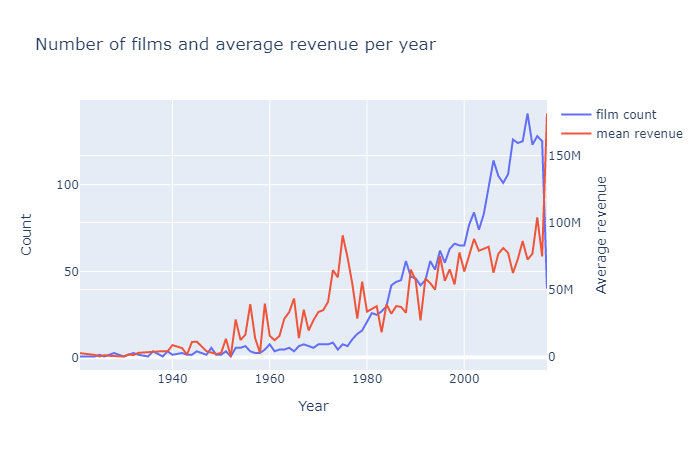 Number of films and average revenue per year
film count
mean revenue
150M
100
100M
50
50M
0
0
1940
1960
1980
2000
Count
Average revenue
Year